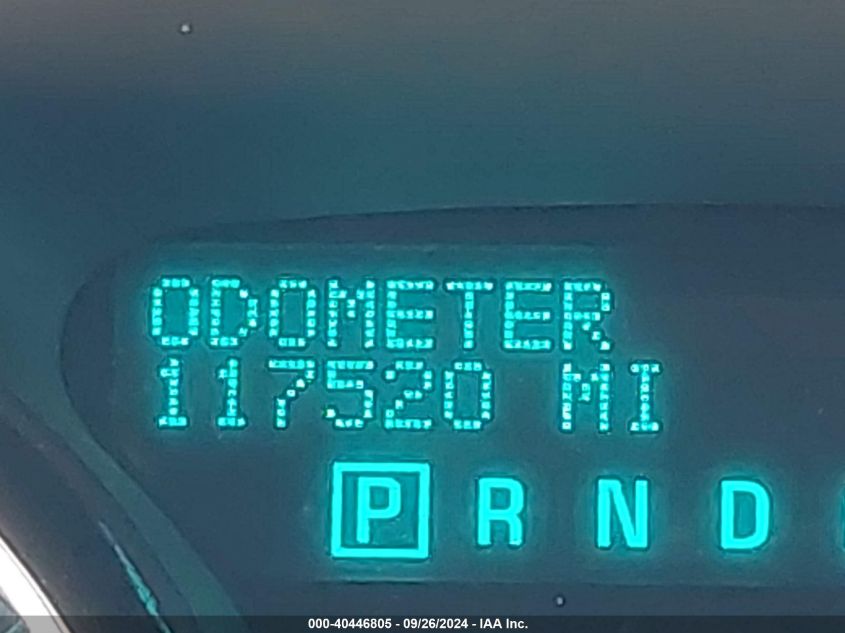 ODOMETER
117520 MI
P R N D
000-40446805 - 09/26/2024 - IAA Inc.